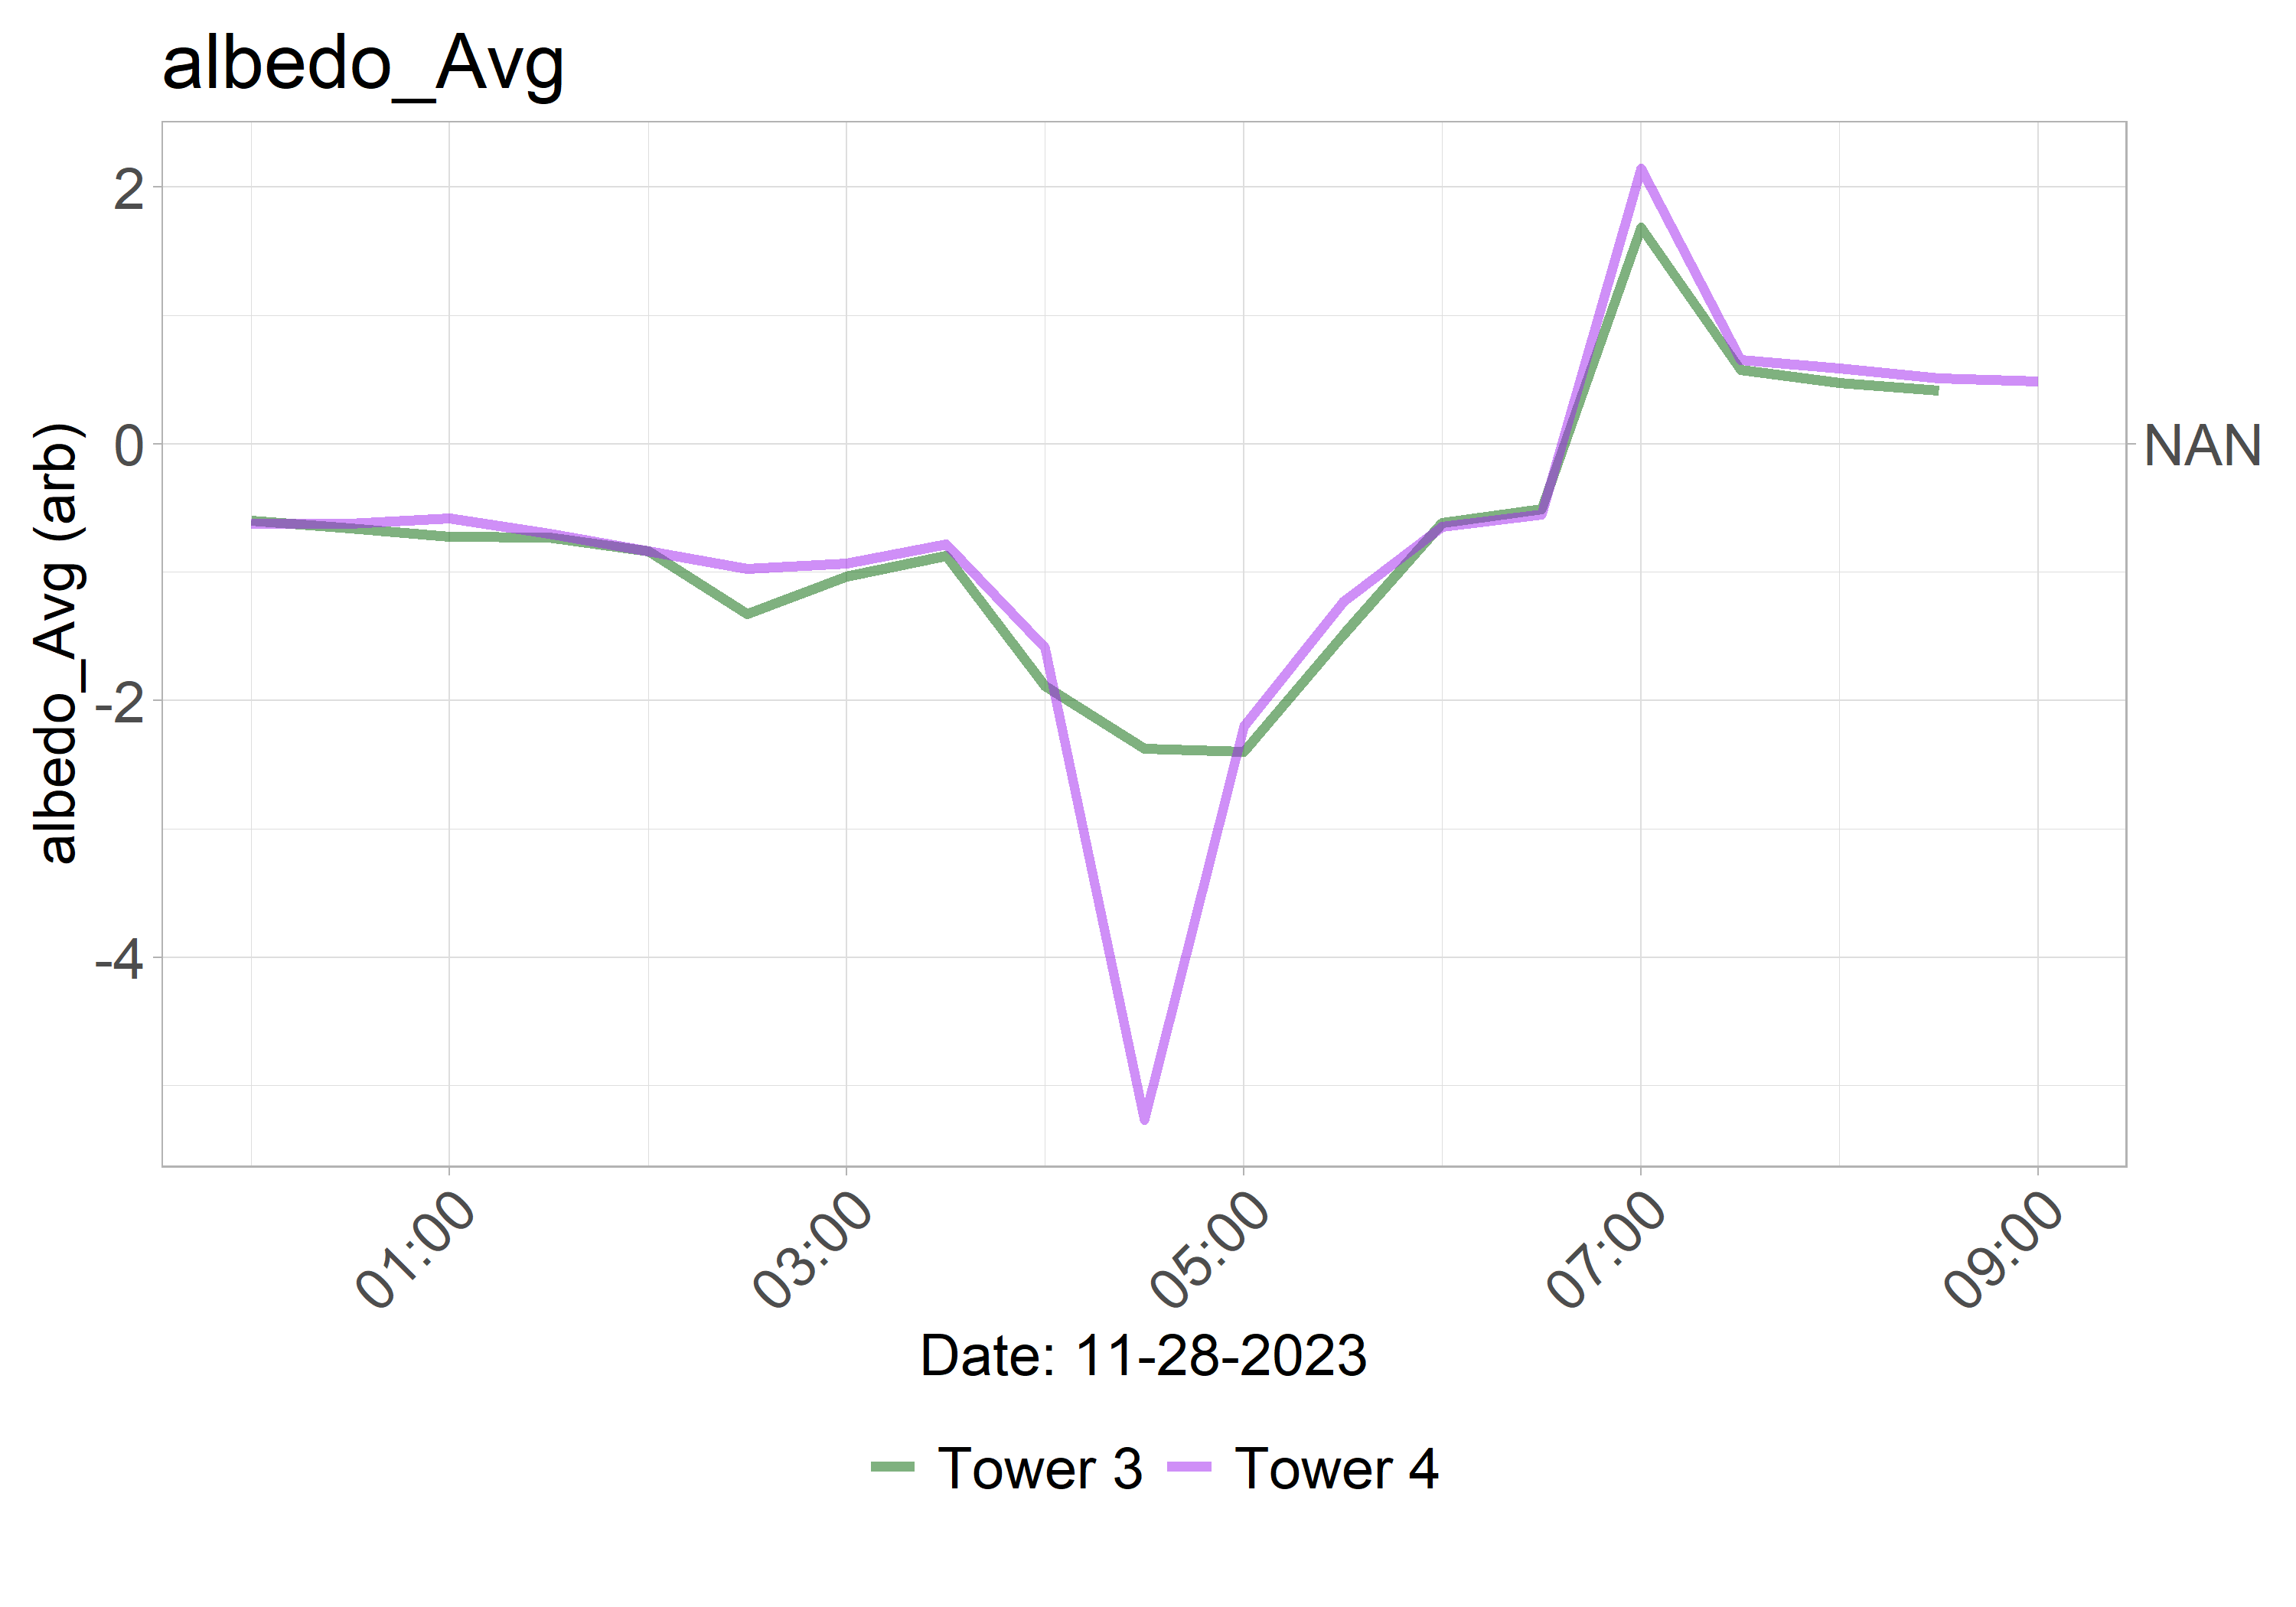 albedo_Avg
albedo_Avg (arb)
2
0
-2
-4
NAN
01:00
03:00
05:00
07:00
09:00
Date: 11-28-2023
Tower 3
Tower 4